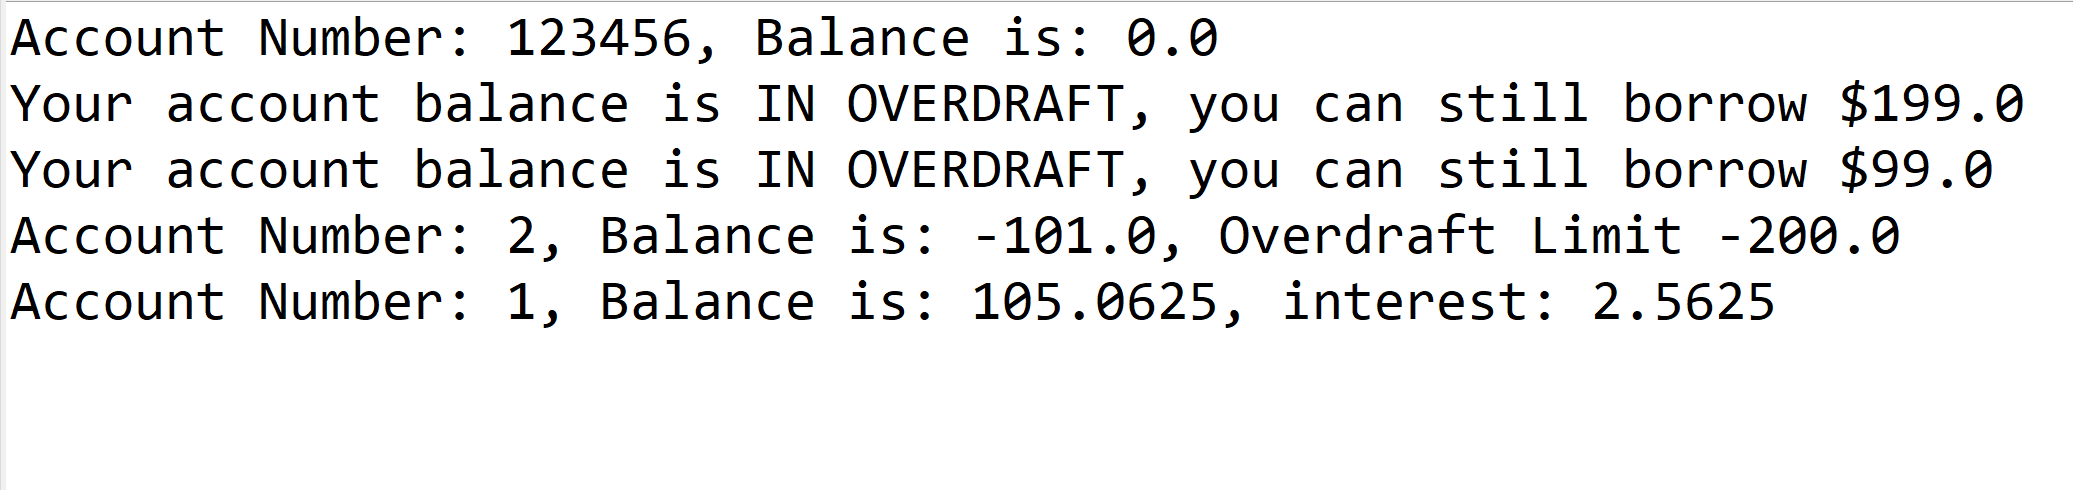 Account Number: 123456, Balance is: 0.0
Your account balance is IN OVERDRAFT, you can still borrow $199.0
Your account balance is IN OVERDRAFT, you can still borrow $99.0
Account Number: 2, Balance is: -101.0, Overdraft Limit -200.0
Account Number: 1, Balance is: 105.0625, interest: 2.5625